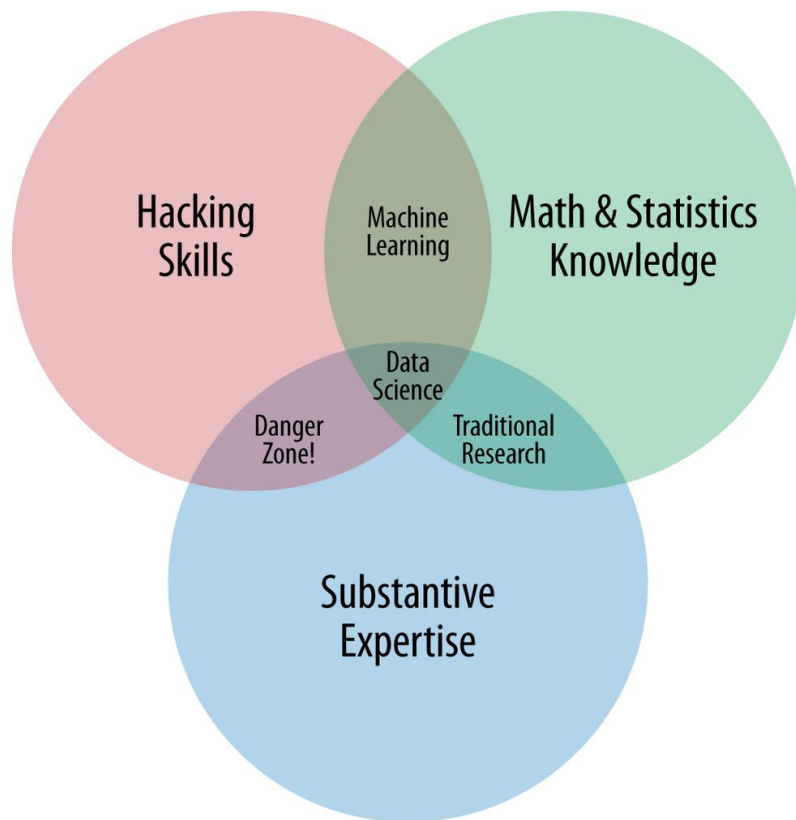 Hacking
Skills
Machine
Learning
Math & Statistics
Knowledge
Data
Science
Danger
Zone!
Traditional
Research
Substantive
Expertise